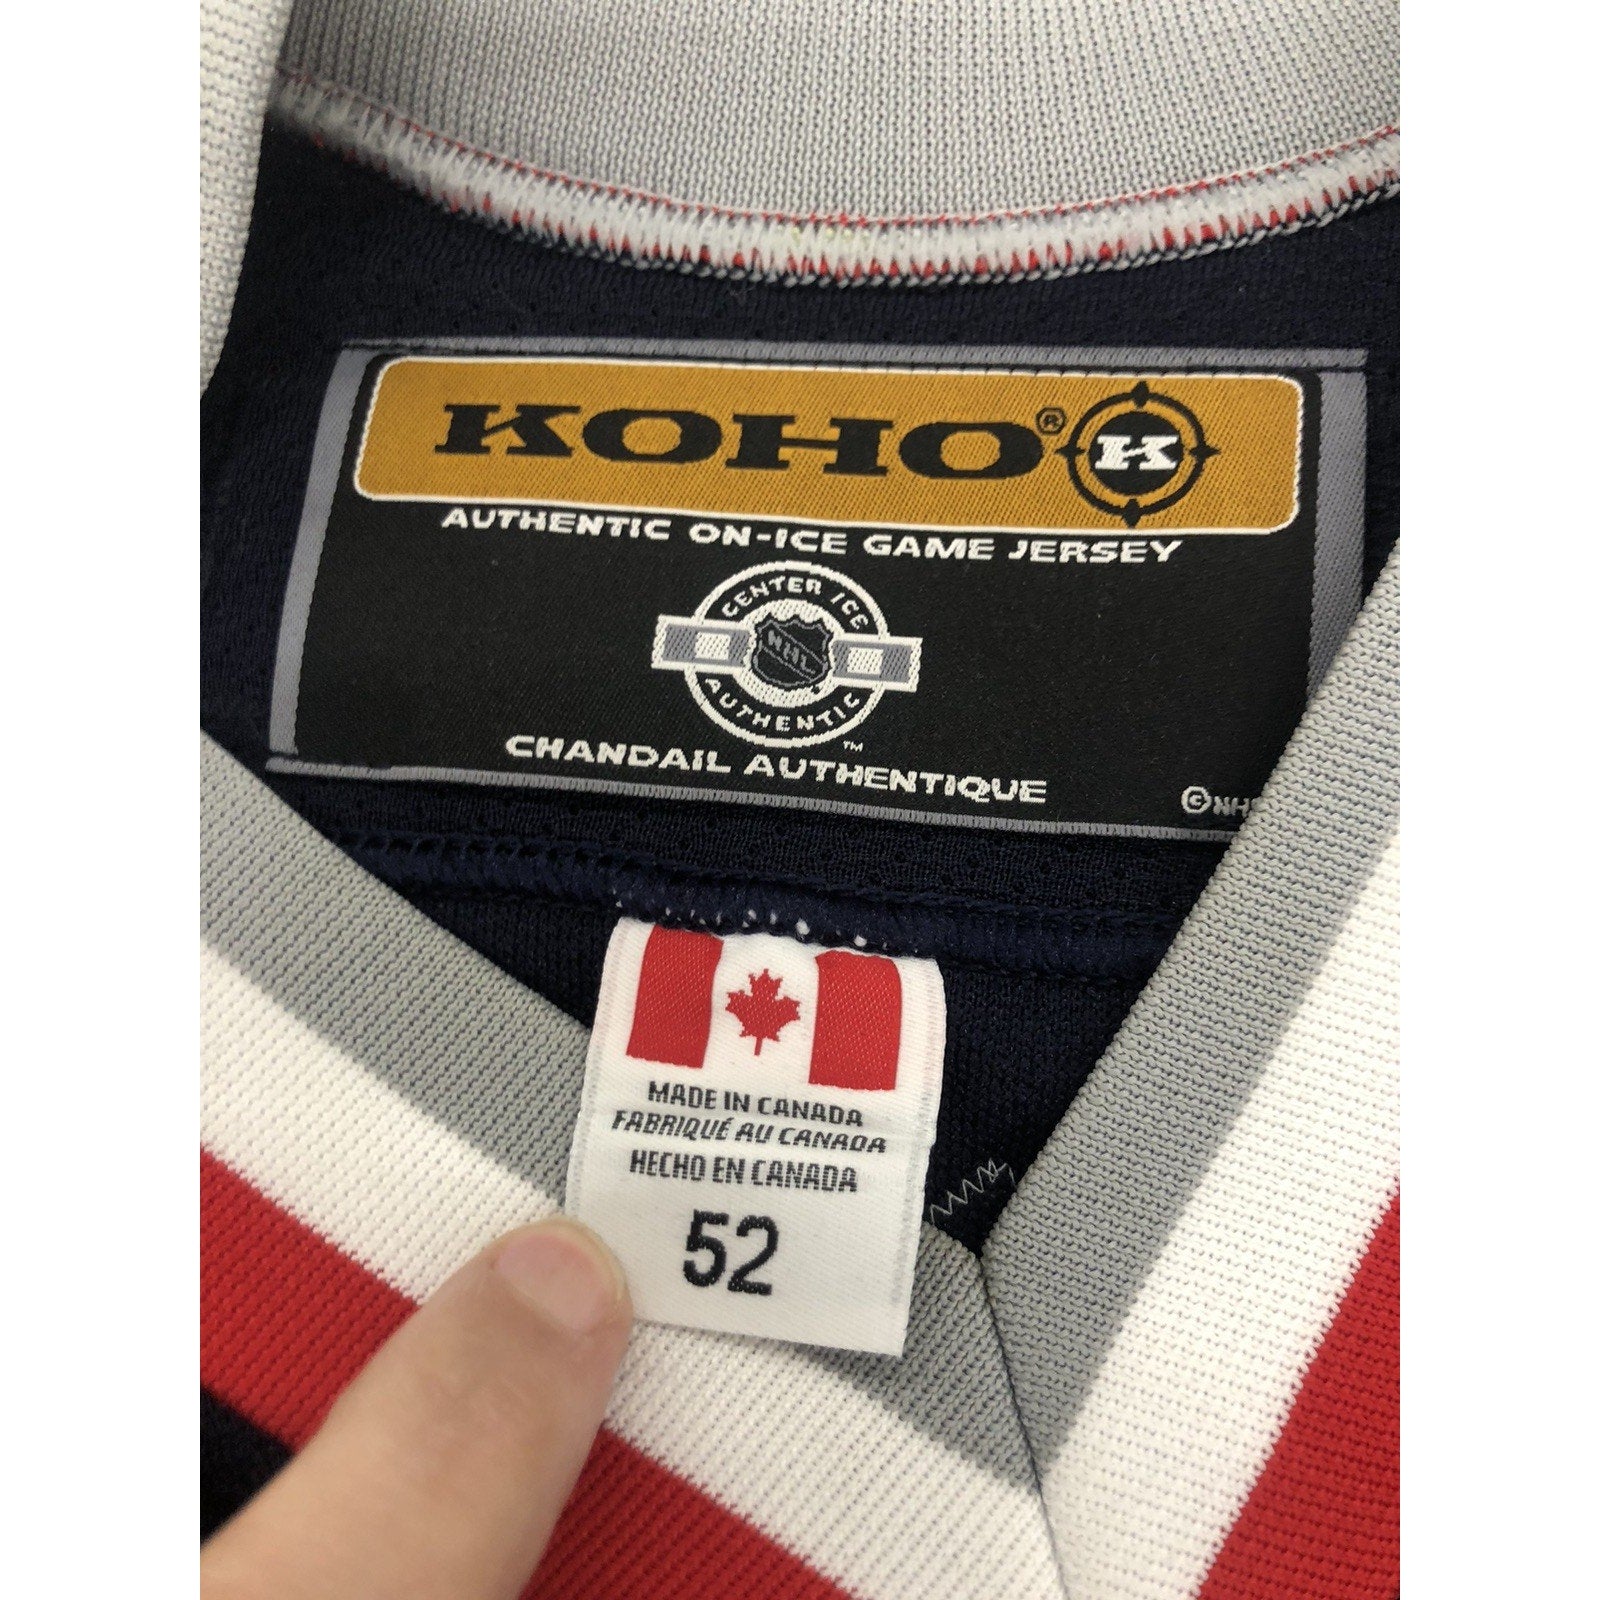 KOHO® K
AUTHENTIC ON-ICE GAME JERSEY
CENTER ICE
NHL
AUTHENTIC™
CHANDAIL AUTHENTIQUE
MADE IN CANADA
FABRIQUÉ AU CANADA
HECHO EN CANADA
52